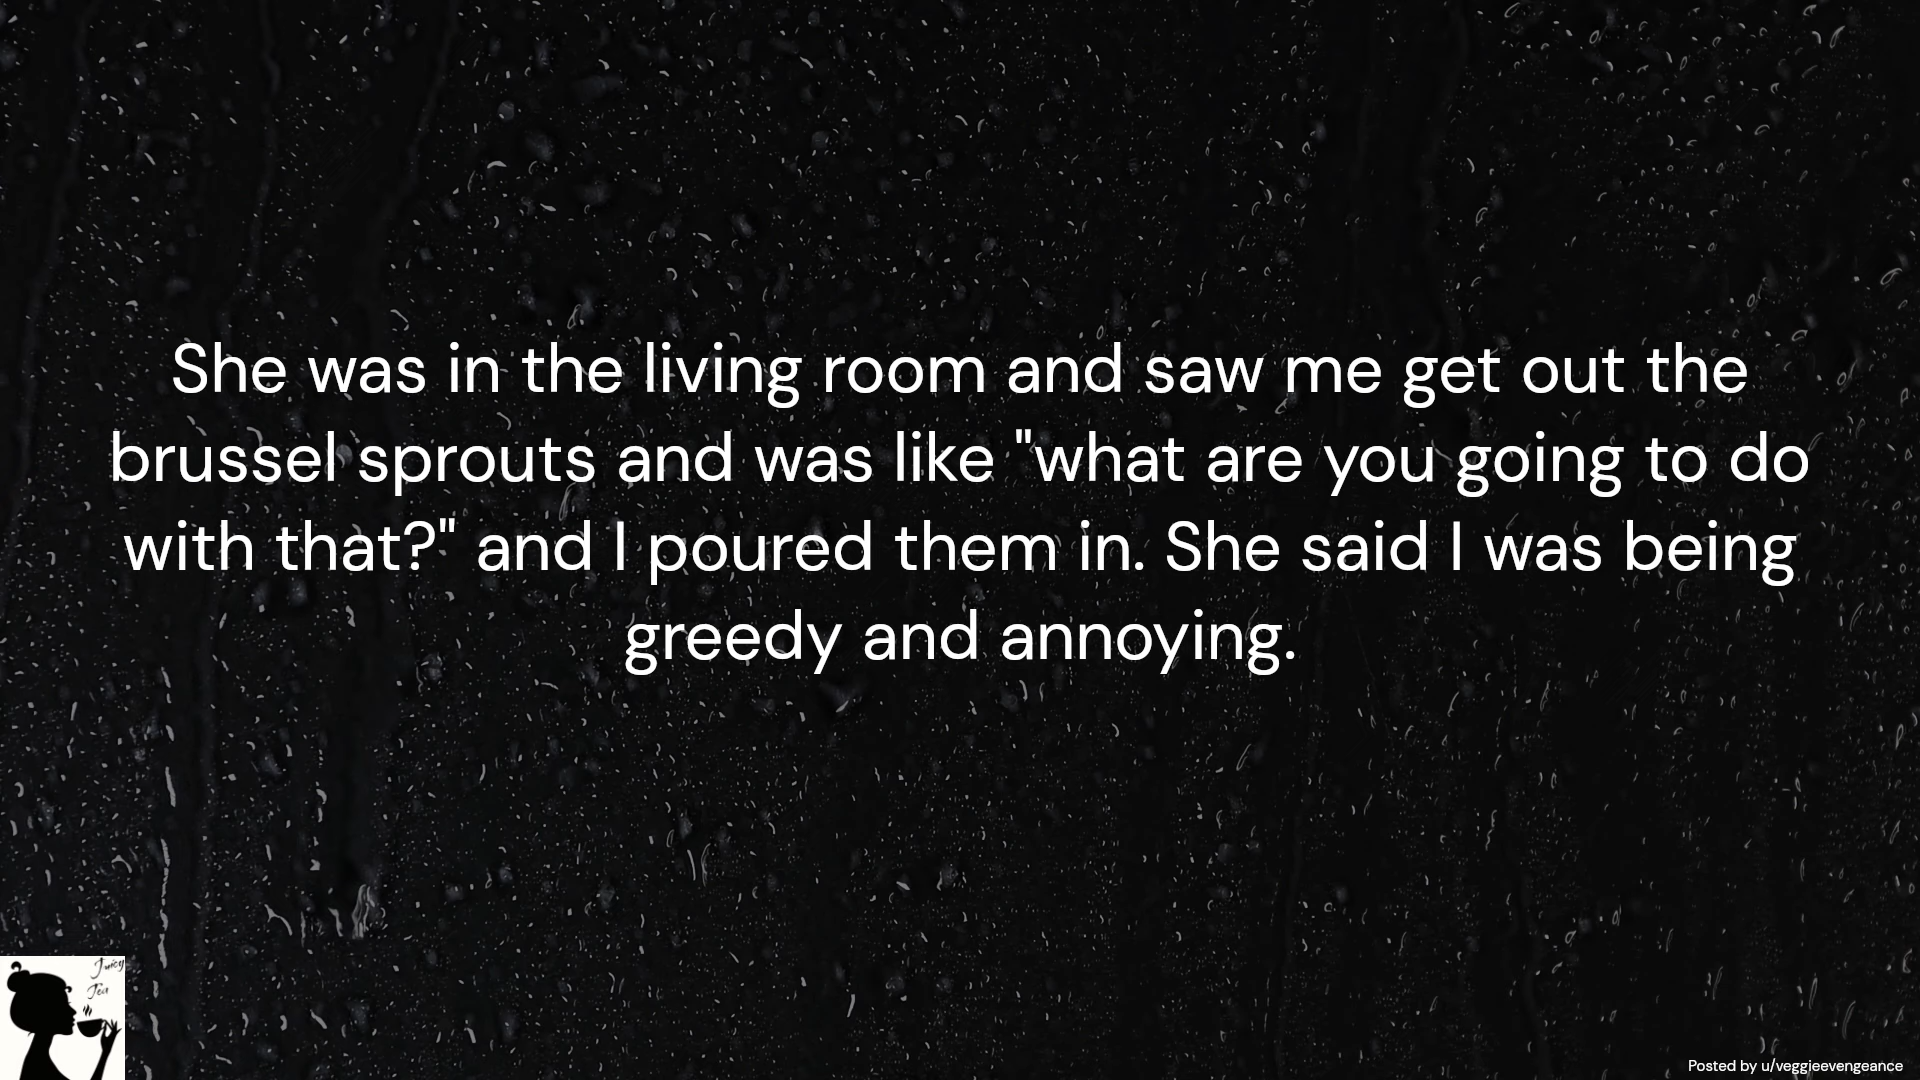 She was in the living room and saw me get out the
brussel sprouts and was like "what are you going to do
with that?" and I poured them in. She said I was being
greedy and annoying.
Juicy
Tea
Posted by u/veggieevengeance